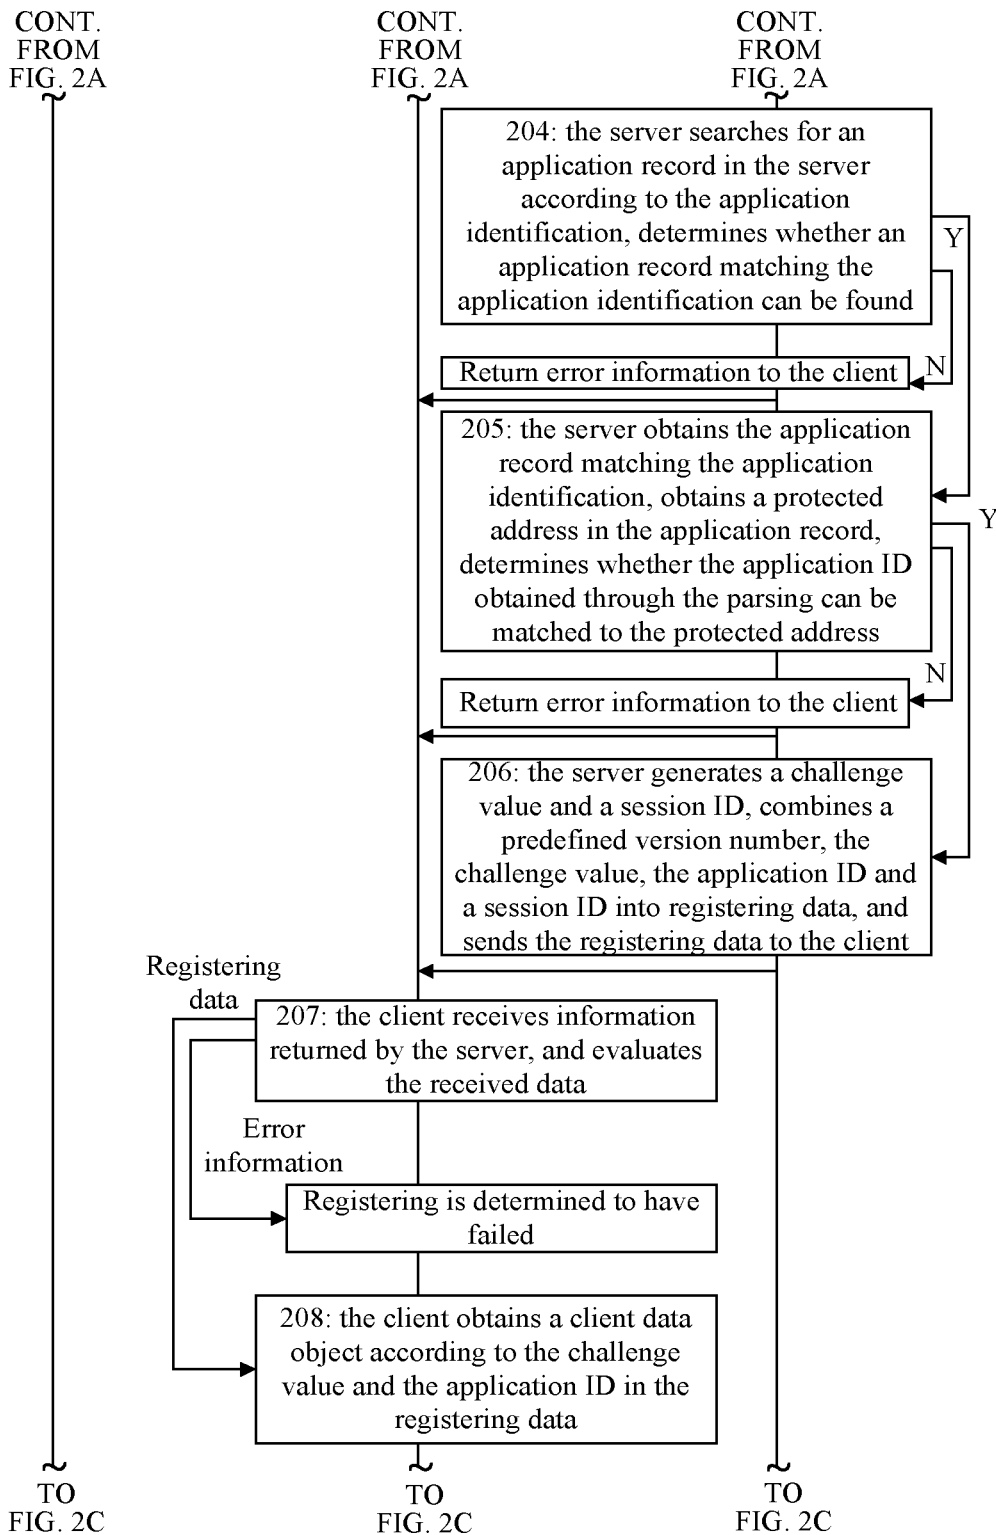 CONT.
FROM
FIG. 2A
CONT.
FROM
FIG. 2A
CONT.
FROM
FIG. 2A
204: the server searches for an
application record in the server
according to the application
identification, determines whether an
application record matching the
application identification can be found
Y
N
Return error information to the client
205: the server obtains the application
record matching the application
identification, obtains a protected
address in the application record,
determines whether the application ID
obtained through the parsing can be
matched to the protected address
Y
N
Return error information to the client
206: the server generates a challenge
value and a session ID, combines a
predefined version number, the
challenge value, the application ID and
a session ID into registering data, and
sends the registering data to the client
Registering
data
207: the client receives information
returned by the server, and evaluates
the received data
Error
information
Registering is determined to have
failed
208: the client obtains a client data
object according to the challenge
value and the application ID in the
registering data
TO
FIG. 2C
TO
FIG. 2C
TO
FIG. 2C